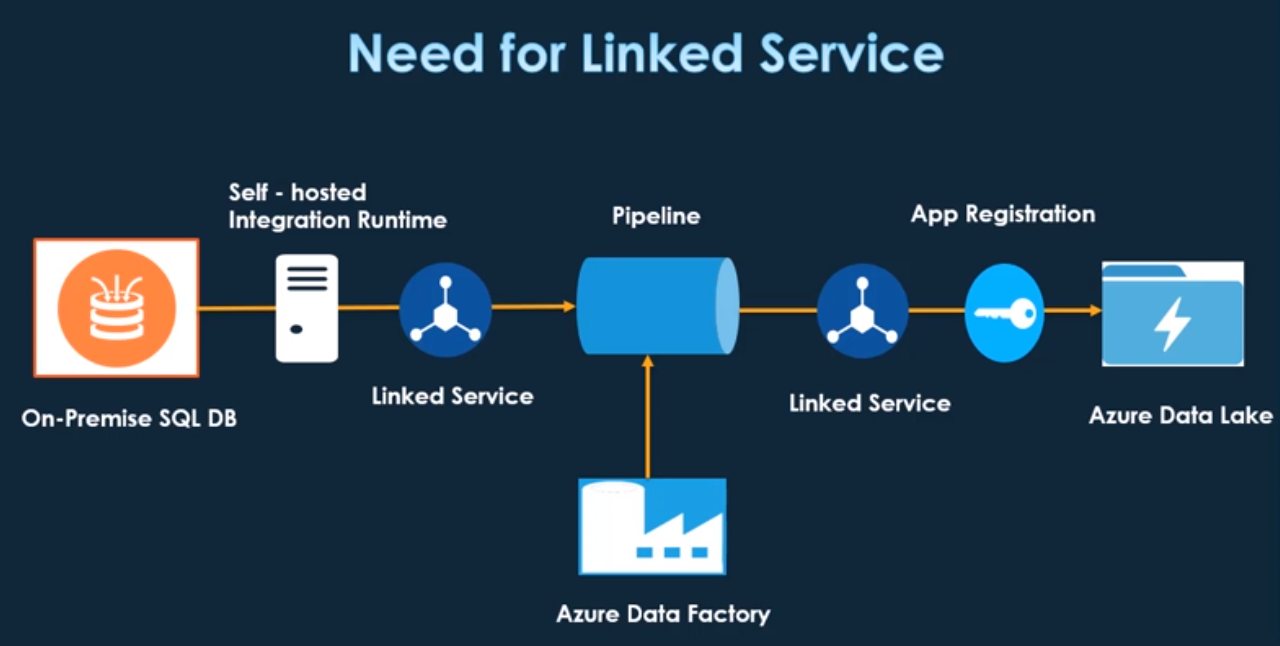 Need for Linked Service
Self - hosted
Integration Runtime
Pipeline
App Registration
Linked Service
Linked Service
On-Premise SQL DB
Azure Data Lake
Azure Data Factory